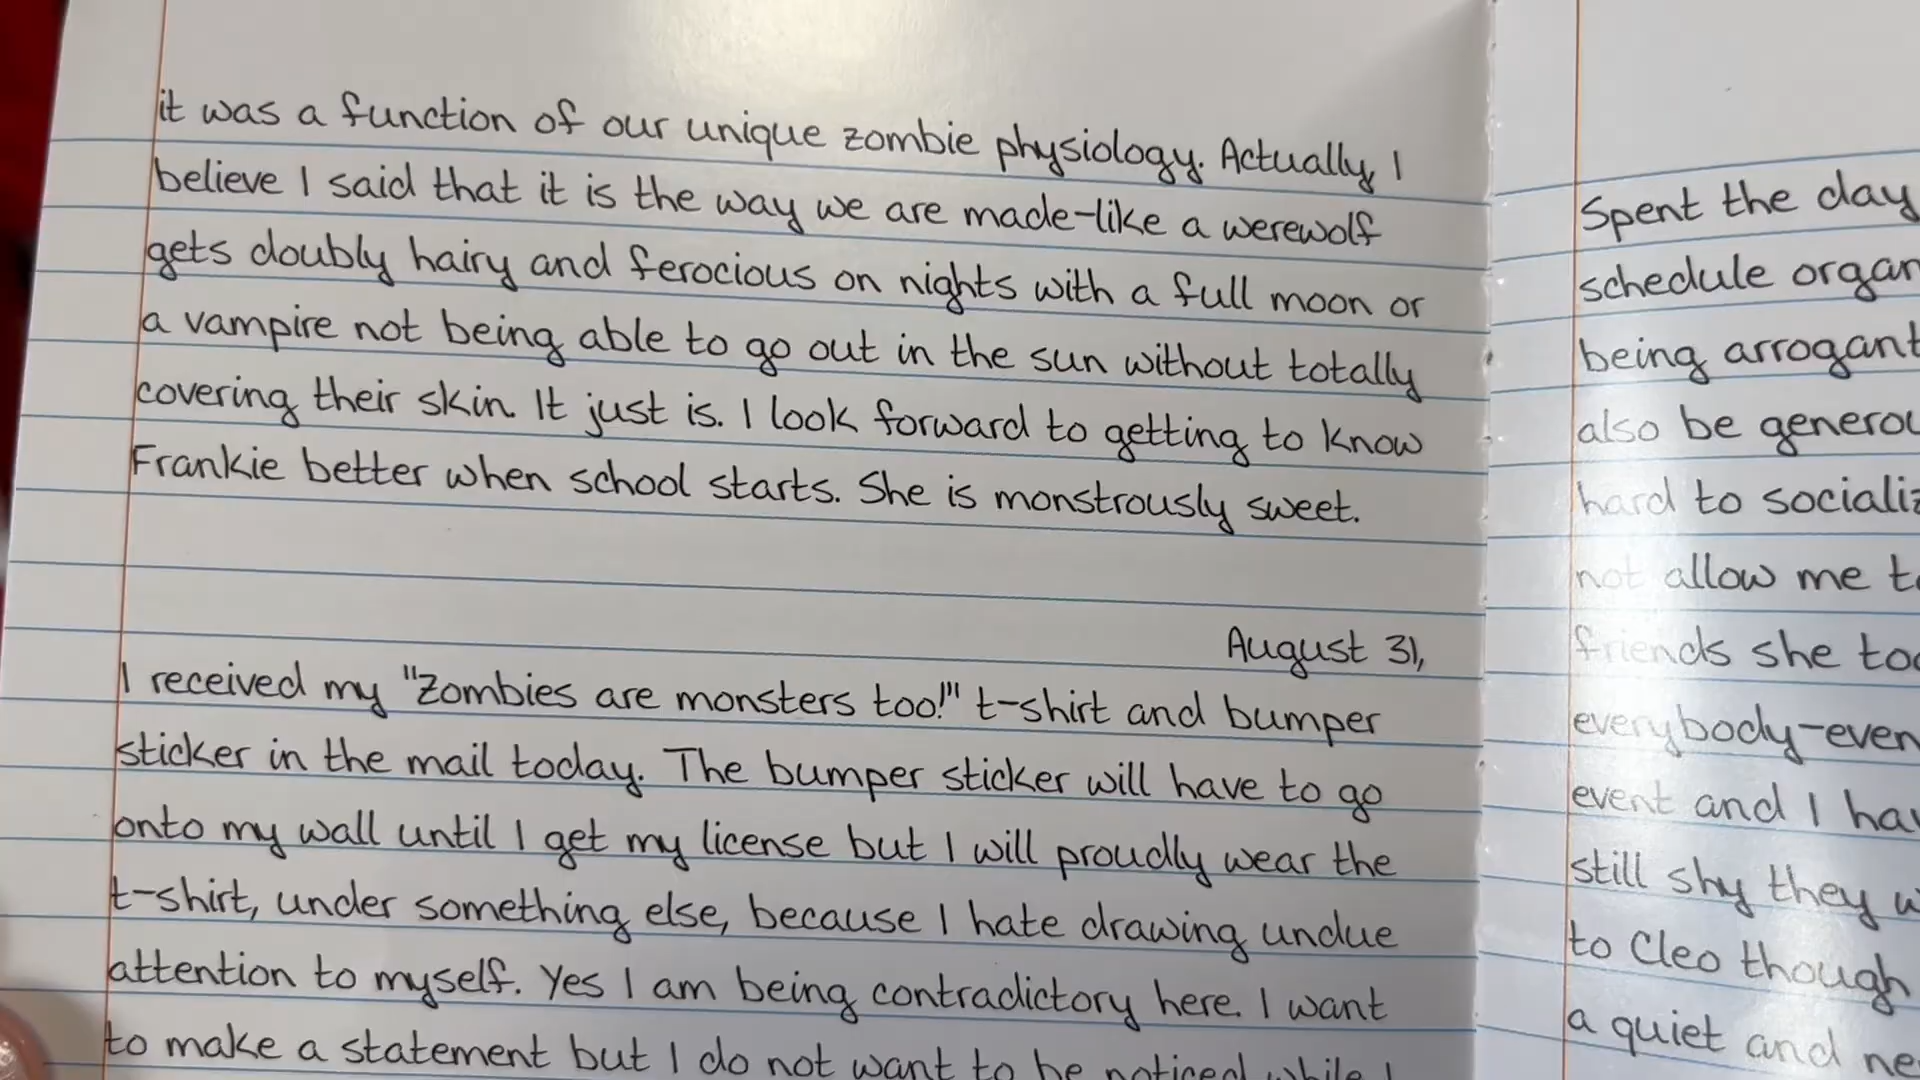 it was a function of our unique zombie physiology. Actually, I
believe I said that it is the way we are made-like a werewolf
gets doubly hairy and ferocious on nights with a full moon or
a vampire not being able to go out in the sun without totally
covering their skin. It just is. I look forward to getting to know
Frankie better when school starts. She is monstrously sweet.
August 31,
I received my "Zombies are monsters too!" t-shirt and bumper
sticker in the mail today. The bumper sticker will have to go
onto my wall until I get my license but I will proudly wear the
t-shirt, under something else, because I hate drawing undue
attention to myself. Yes I am being contradictory here. I want
to make a statement but I do not want to be noticed while I
Spent the day
schedule organ
being arrogant
also be generou
hard to socializ
not allow me to
friends she too
everybody-even
event and I hav
still shy they w
to Cleo though
a quiet and ne